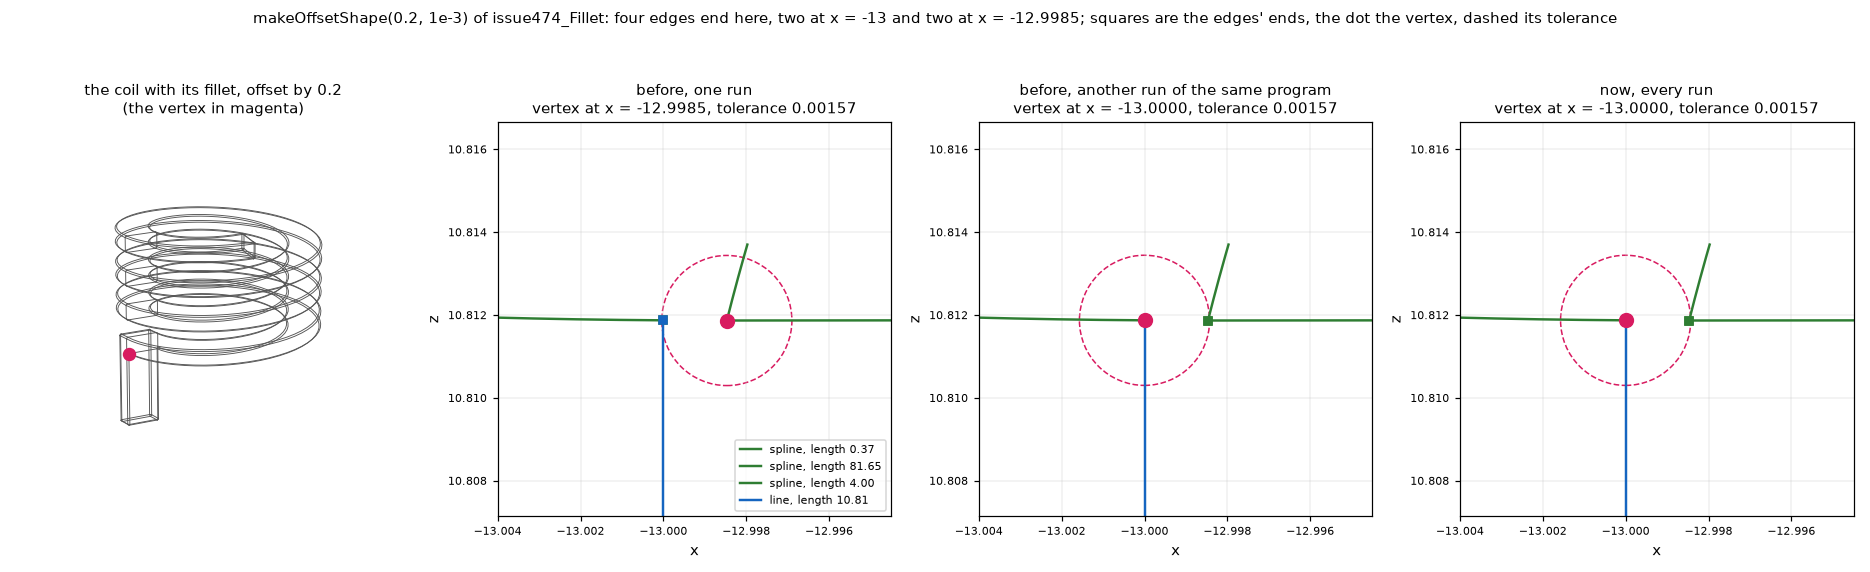 makeOffsetShape(0.2, 1e-3) of issue474_Fillet: four edges end here, two at x = -13 and two at x = -12.9985; squares are the edges' ends, the dot the vertex, dashed its tolerance
the coil with its fillet, offset by 0.2
(the vertex in magenta)
before, one run
vertex at x = -12.9985, tolerance 0.00157
10.816
10.814
10.812
10.810
10.808
z
−13.004
−13.002
−13.000
−12.998
−12.996
x
spline, length 0.37
spline, length 81.65
spline, length 4.00
line, length 10.81
before, another run of the same program
vertex at x = -13.0000, tolerance 0.00157
10.816
10.814
10.812
10.810
10.808
z
−13.004
−13.002
−13.000
−12.998
−12.996
x
now, every run
vertex at x = -13.0000, tolerance 0.00157
10.816
10.814
10.812
10.810
10.808
z
−13.004
−13.002
−13.000
−12.998
−12.996
x